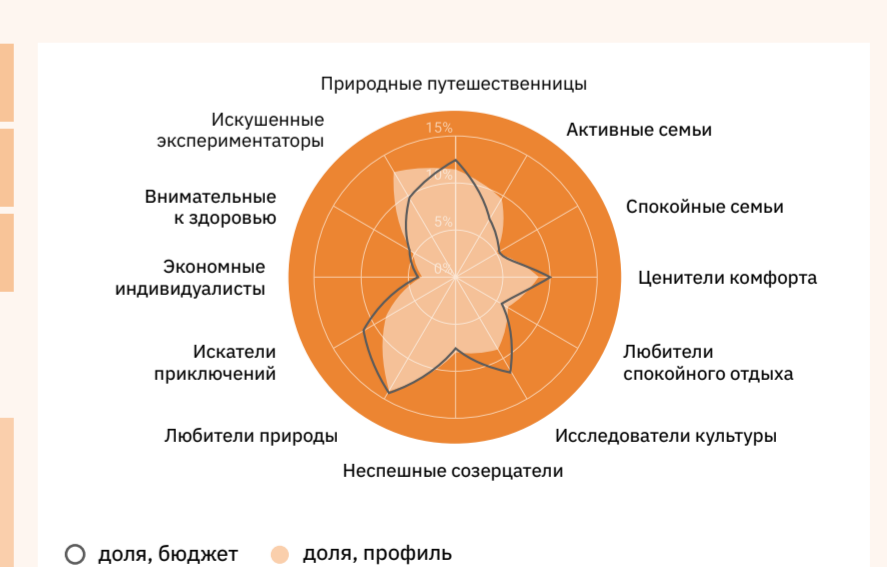 Природные путешественницы
Искушенные
экспериментаторы
15%
Активные семьи
10%
Внимательные
к здоровью
Спокойные семьи
5%
Экономные
индивидуалисты
0%
Ценители комфорта
Искатели
приключений
Любители
спокойного отдыха
Любители природы
Исследователи культуры
Неспешные созерцатели
доля, бюджет
доля, профиль